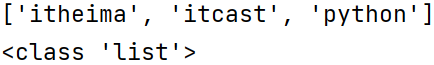 ['itheima', 'itcast', 'python']
<class 'list'>